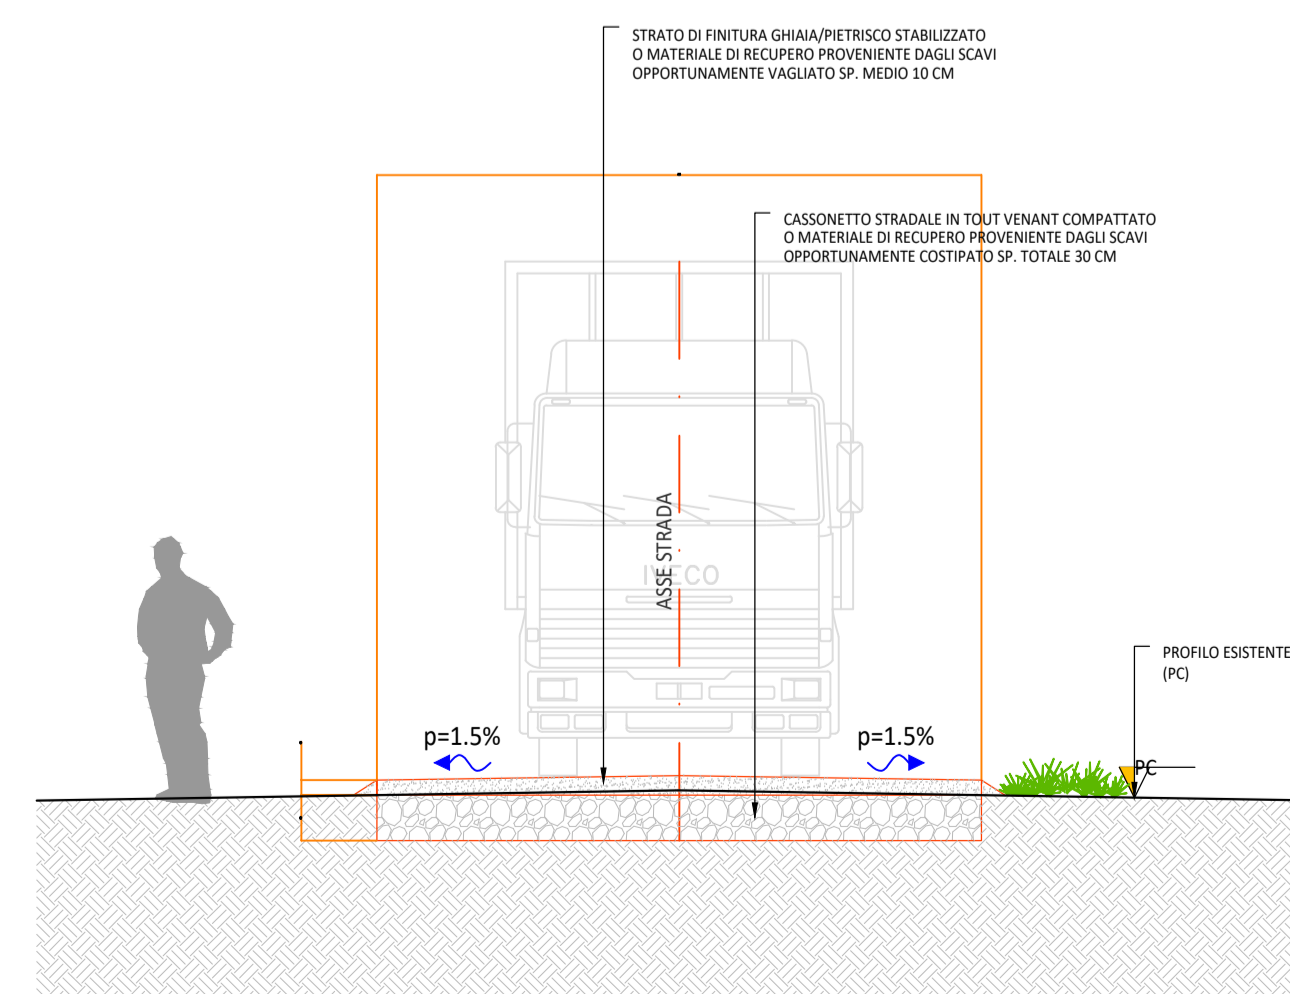 STRATO DI FINITURA GHIAIA/PIETRISCO STABILIZZATO
O MATERIALE DI RECUPERO PROVENIENTE DAGLI SCAVI
OPPORTUNAMENTE VAGLIATO SP. MEDIO 10 CM
CASSONETTO STRADALE IN TOUT VENANT COMPATTATO
O MATERIALE DI RECUPERO PROVENIENTE DAGLI SCAVI
OPPORTUNAMENTE COSTIPATO SP. TOTALE 30 CM
ASSE STRADA
IVECO
PROFILO ESISTENTE
(PC)
p=1.5%
p=1.5%
PC